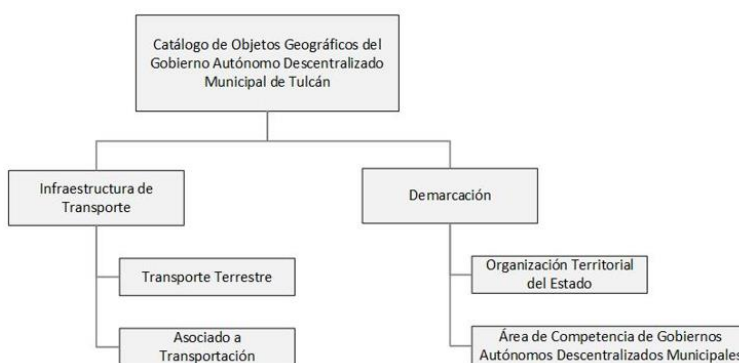 Catálogo de Objetos Geográficos del
Gobierno Autónomo Descentralizado
Municipal de Tulcán
Infraestructura de
Transporte
Demarcación
Transporte Terrestre
Organización Territorial
del Estado
Asociado a
Transportación
Área de Competencia de Gobiernos
Autónomos Descentralizados Municipales